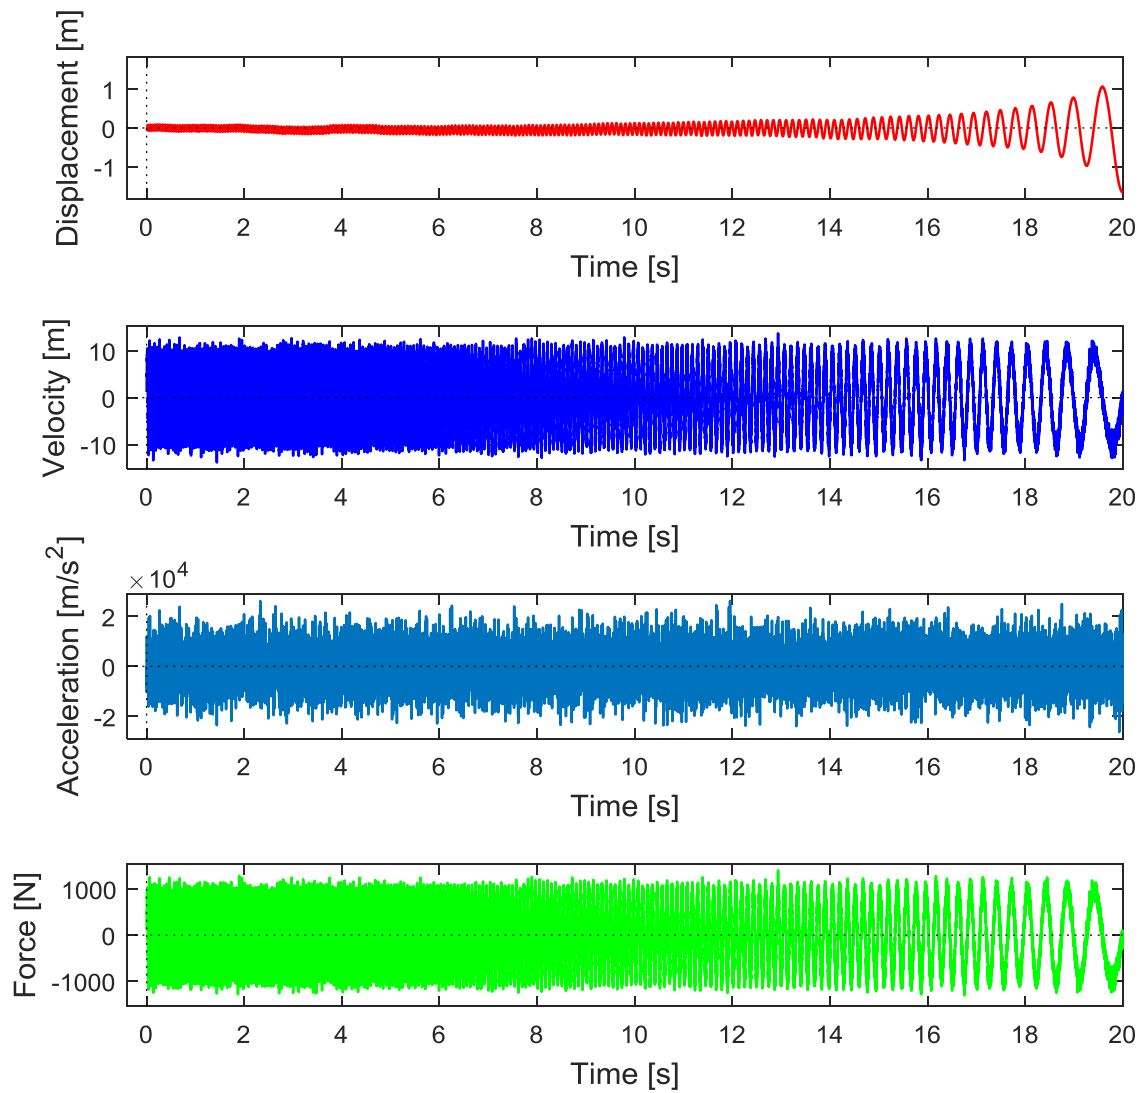 Displacement [m]
1
0
-1
0 2 4 6 8 10 12 14 16 18 20
Time [s]
Velocity [m]
10
0
-10
0 2 4 6 8 10 12 14 16 18 20
Time [s]
Acceleration [m/s²]
×10⁴
2
0
-2
0 2 4 6 8 10 12 14 16 18 20
Time [s]
Force [N]
1000
0
-1000
0 2 4 6 8 10 12 14 16 18 20
Time [s]